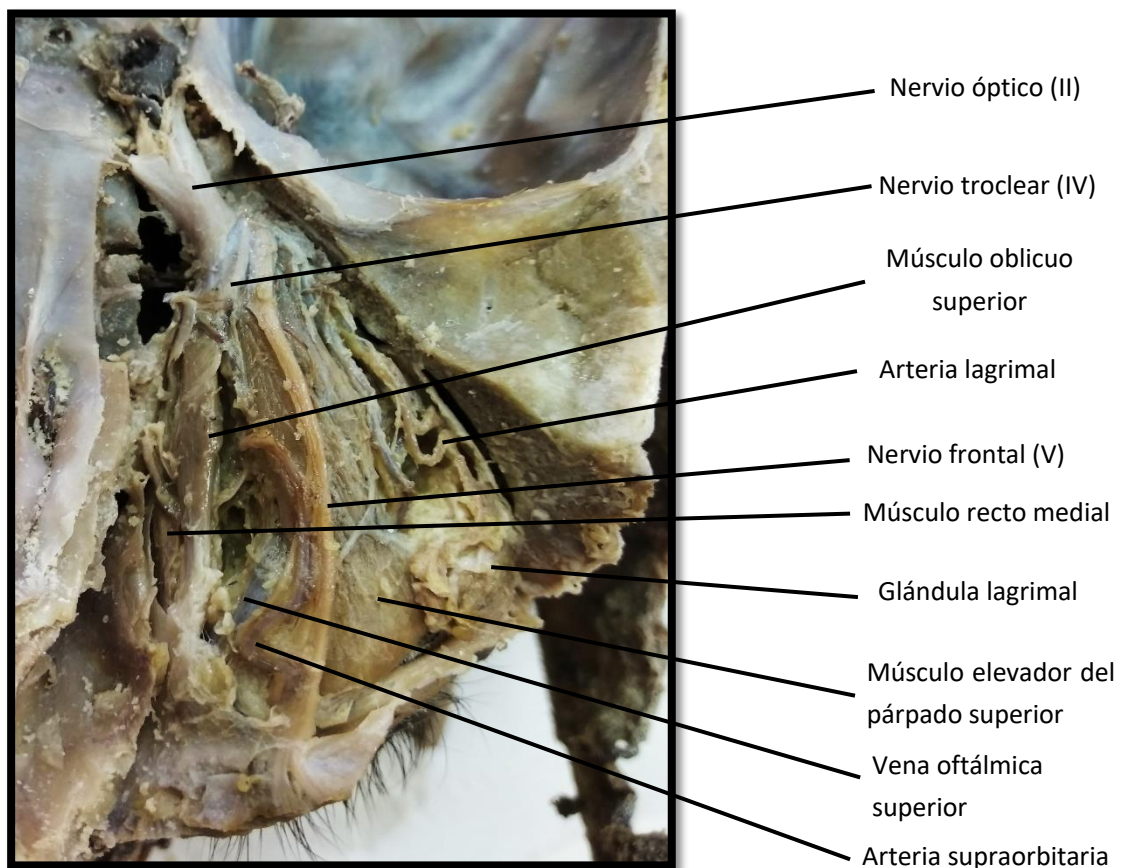 Nervio óptico (II)
Nervio troclear (IV)
Músculo oblicuo
superior
Arteria lagrimal
Nervio frontal (V)
Músculo recto medial
Glándula lagrimal
Músculo elevador del
párpado superior
Vena oftálmica
superior
Arteria supraorbitaria